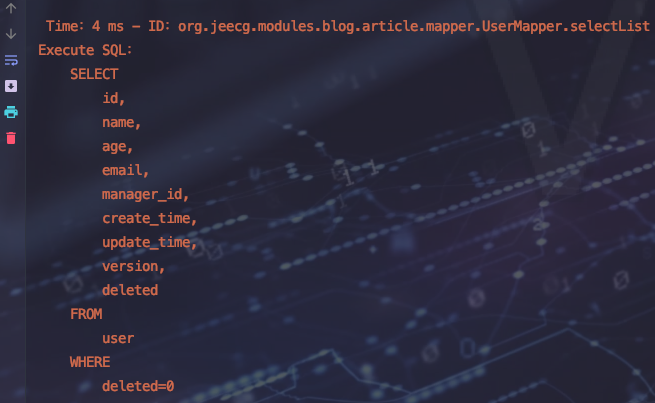 Time: 4 ms - ID: org.jeecg.modules.blog.article.mapper.UserMapper.selectList
Execute SQL:
SELECT
id,
name,
age,
email,
manager_id,
create_time,
update_time,
version,
deleted
FROM
user
WHERE
deleted=0